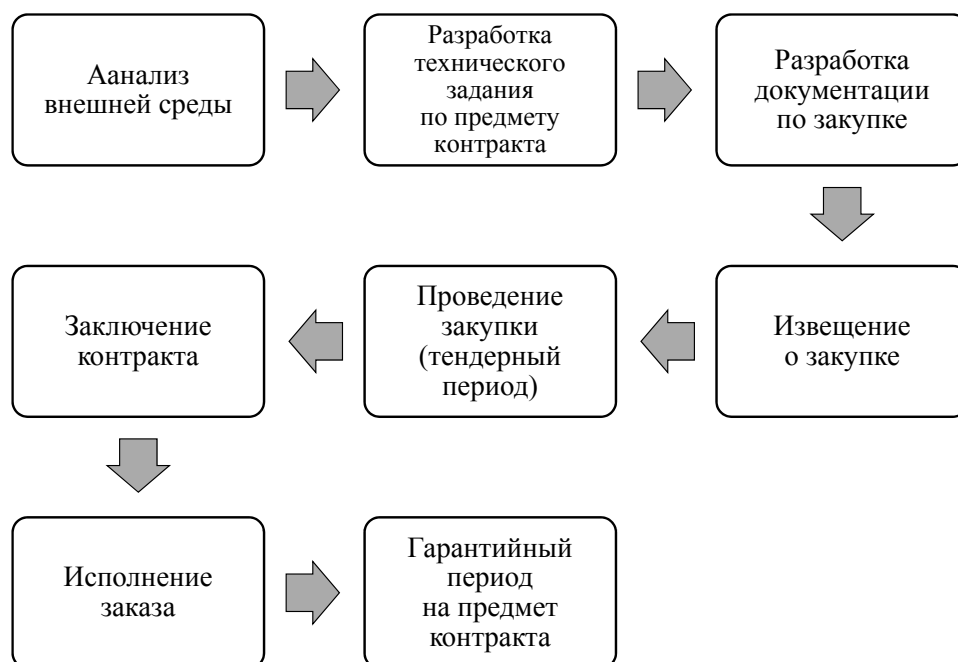 Аанализ
внешней среды
Разработка
технического
задания
по предмету
контракта
Разработка
документации
по закупке
Извещение
о закупке
Проведение
закупки
(тендерный
период)
Заключение
контракта
Исполнение
заказа
Гарантийный
период
на предмет
контракта